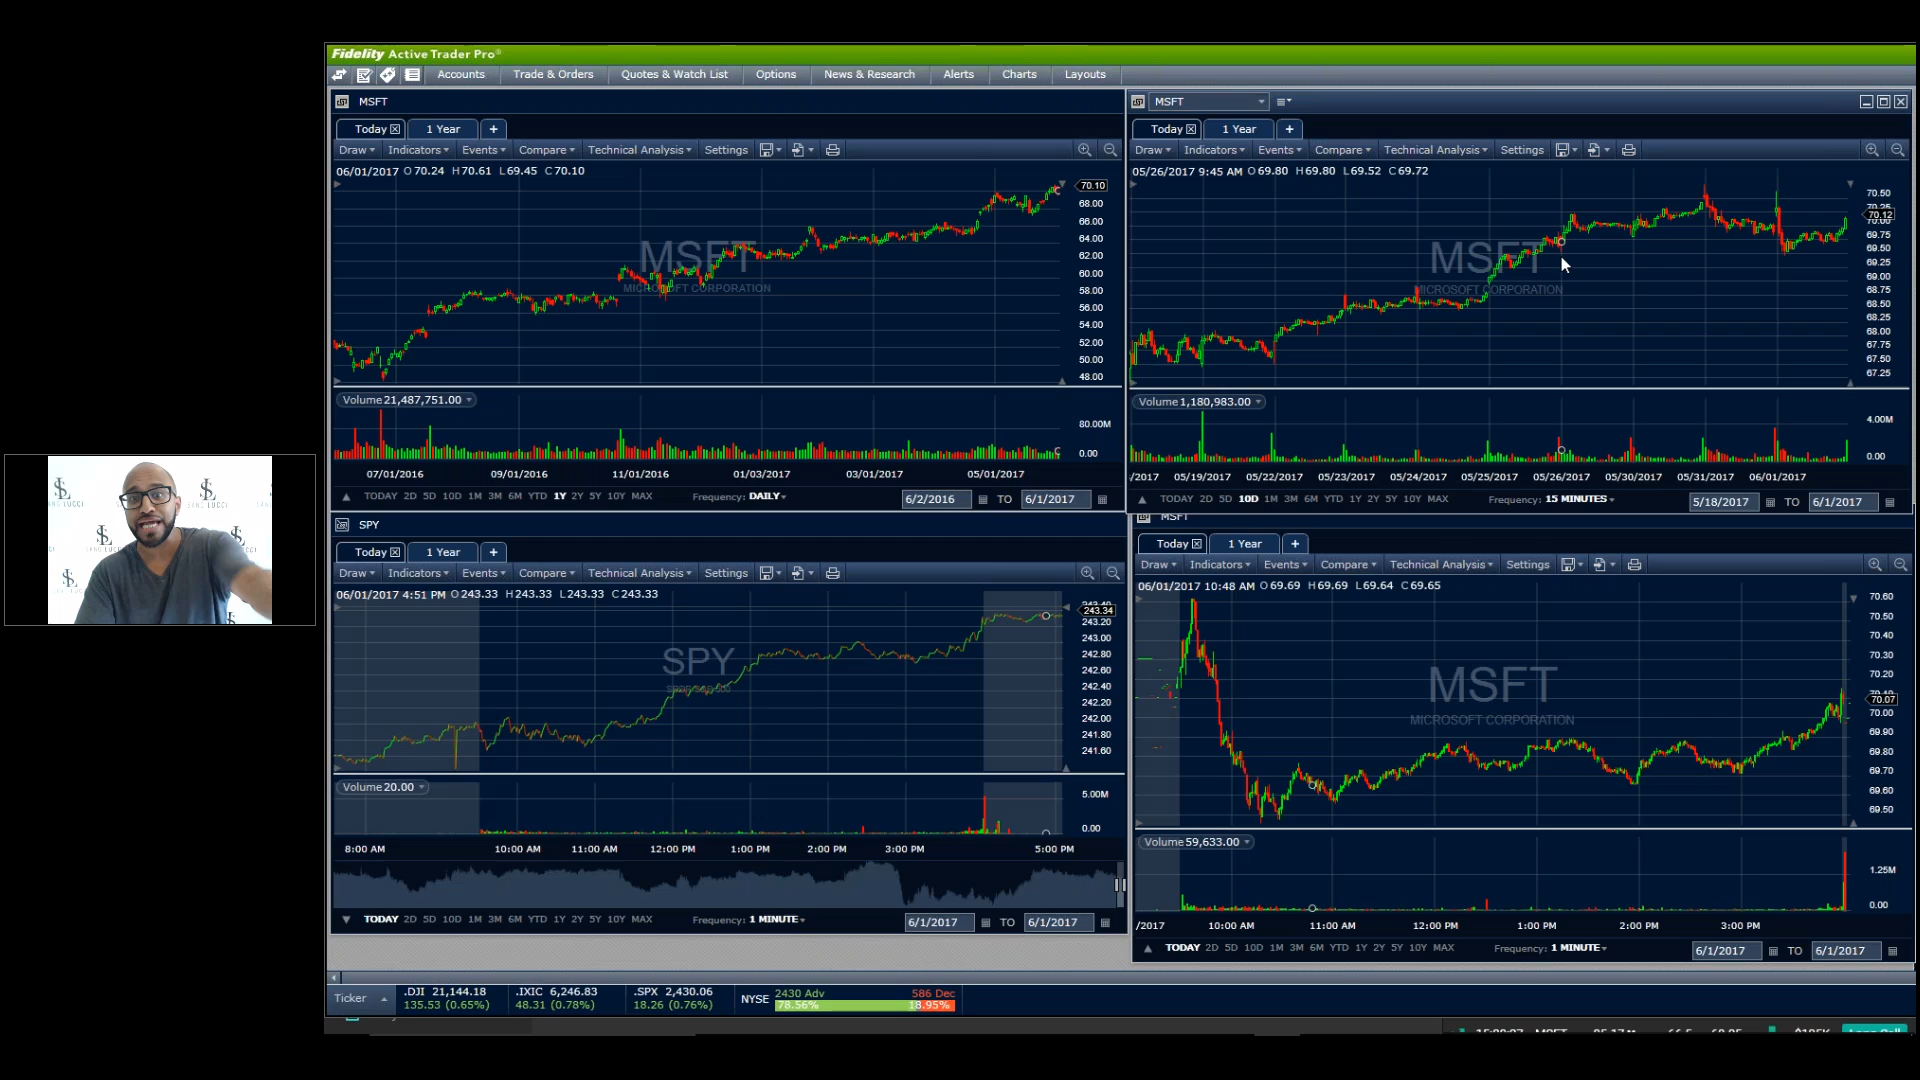 Fidelity Active Trader Pro®
Accounts Trade & Orders Quotes & Watch List Options News & Research Alerts Charts Layouts
MSFT
Today 1 Year +
Draw Indicators Events Compare Technical Analysis Settings
06/01/2017 O 70.24 H 70.61 L 69.45 C 70.10
MSFT
MICROSOFT CORPORATION
70.10
68.00
66.00
64.00
62.00
60.00
58.00
56.00
54.00
52.00
50.00
48.00
Volume 21,487,751.00
80.00M
0.00
07/01/2016 09/01/2016 11/01/2016 01/03/2017 03/01/2017 05/01/2017
TODAY 2D 5D 10D 1M 3M 6M YTD 1Y 2Y 5Y 10Y MAX Frequency: DAILY 6/2/2016 TO 6/1/2017
MSFT
Today 1 Year +
Draw Indicators Events Compare Technical Analysis Settings
05/26/2017 9:45 AM O 69.80 H 69.80 L 69.52 C 69.72
MSFT
MICROSOFT CORPORATION
70.50
70.25
70.12
70.00
69.75
69.50
69.25
69.00
68.75
68.50
68.25
68.00
67.75
67.50
67.25
Volume 1,180,983.00
4.00M
0.00
/2017 05/19/2017 05/22/2017 05/23/2017 05/24/2017 05/25/2017 05/26/2017 05/30/2017 05/31/2017 06/01/2017
TODAY 2D 5D 10D 1M 3M 6M YTD 1Y 2Y 5Y 10Y MAX Frequency: 15 MINUTES 5/18/2017 TO 6/1/2017
SPY
Today 1 Year +
Draw Indicators Events Compare Technical Analysis Settings
06/01/2017 4:51 PM O 243.33 H 243.33 L 243.33 C 243.33
SPY
243.40
243.34
243.20
243.00
242.80
242.60
242.40
242.20
242.00
241.80
241.60
Volume 20.00
5.00M
0.00
8:00 AM 10:00 AM 11:00 AM 12:00 PM 1:00 PM 2:00 PM 3:00 PM 5:00 PM
TODAY 2D 5D 10D 1M 3M 6M YTD 1Y 2Y 5Y 10Y MAX Frequency: 1 MINUTE 6/1/2017 TO 6/1/2017
MSFT
Today 1 Year +
Draw Indicators Events Compare Technical Analysis Settings
06/01/2017 10:48 AM O 69.69 H 69.69 L 69.64 C 69.65
MSFT
MICROSOFT CORPORATION
70.60
70.50
70.40
70.30
70.20
70.10
70.07
70.00
69.90
69.80
69.70
69.60
69.50
Volume 59,633.00
1.25M
0.00
/2017 10:00 AM 11:00 AM 12:00 PM 1:00 PM 2:00 PM 3:00 PM
TODAY 2D 5D 10D 1M 3M 6M YTD 1Y 2Y 5Y 10Y MAX Frequency: 1 MINUTE 6/1/2017 TO 6/1/2017
Ticker
.DJI 21,144.18
135.53 (0.65%)
.IXIC 6,246.83
48.31 (0.78%)
.SPX 2,430.06
18.26 (0.76%)
NYSE
2430 Adv 586 Dec
78.56% 18.95%